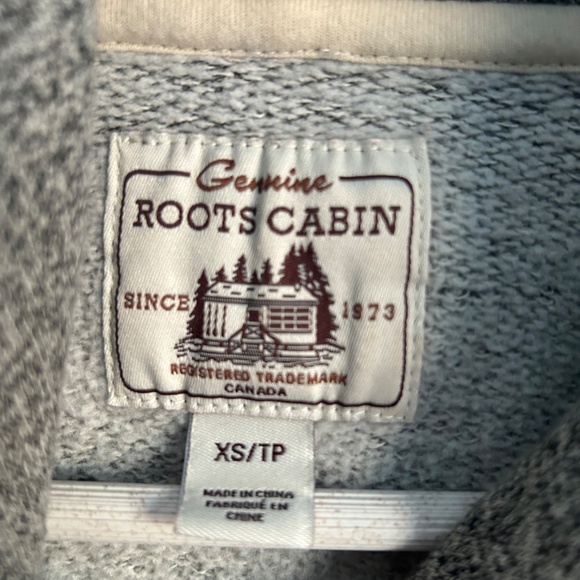 Genuine
ROOTS CABIN
SINCE 1973
REGISTERED TRADEMARK
CANADA
XS/TP
MADE IN CHINA
FABRIQUÉ EN
CHINE